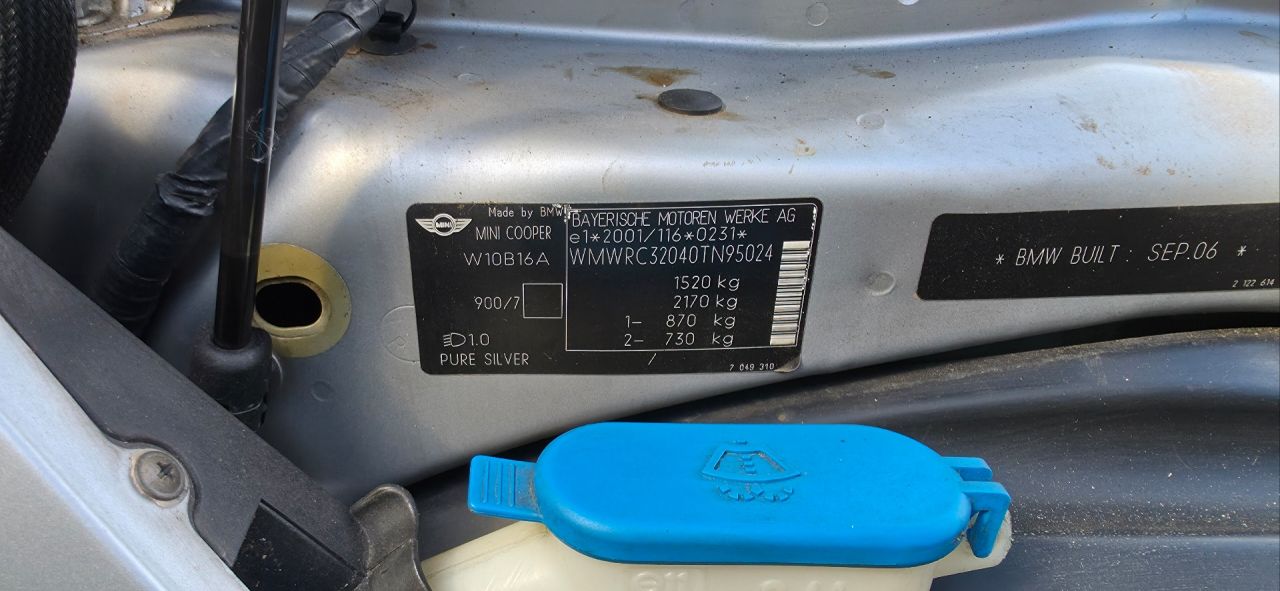 MINI
Made by BMW
MINI COOPER
W10B16A
900/7
1.0
PURE SILVER
BAYERISCHE MOTOREN WERKE AG
e1*2001/116*0231*
WMWRC32040TN95024
1520 kg
2170 kg
1– 870 kg
2– 730 kg
/
7 049 310
* BMW BUILT : SEP.06 *
2 122 614